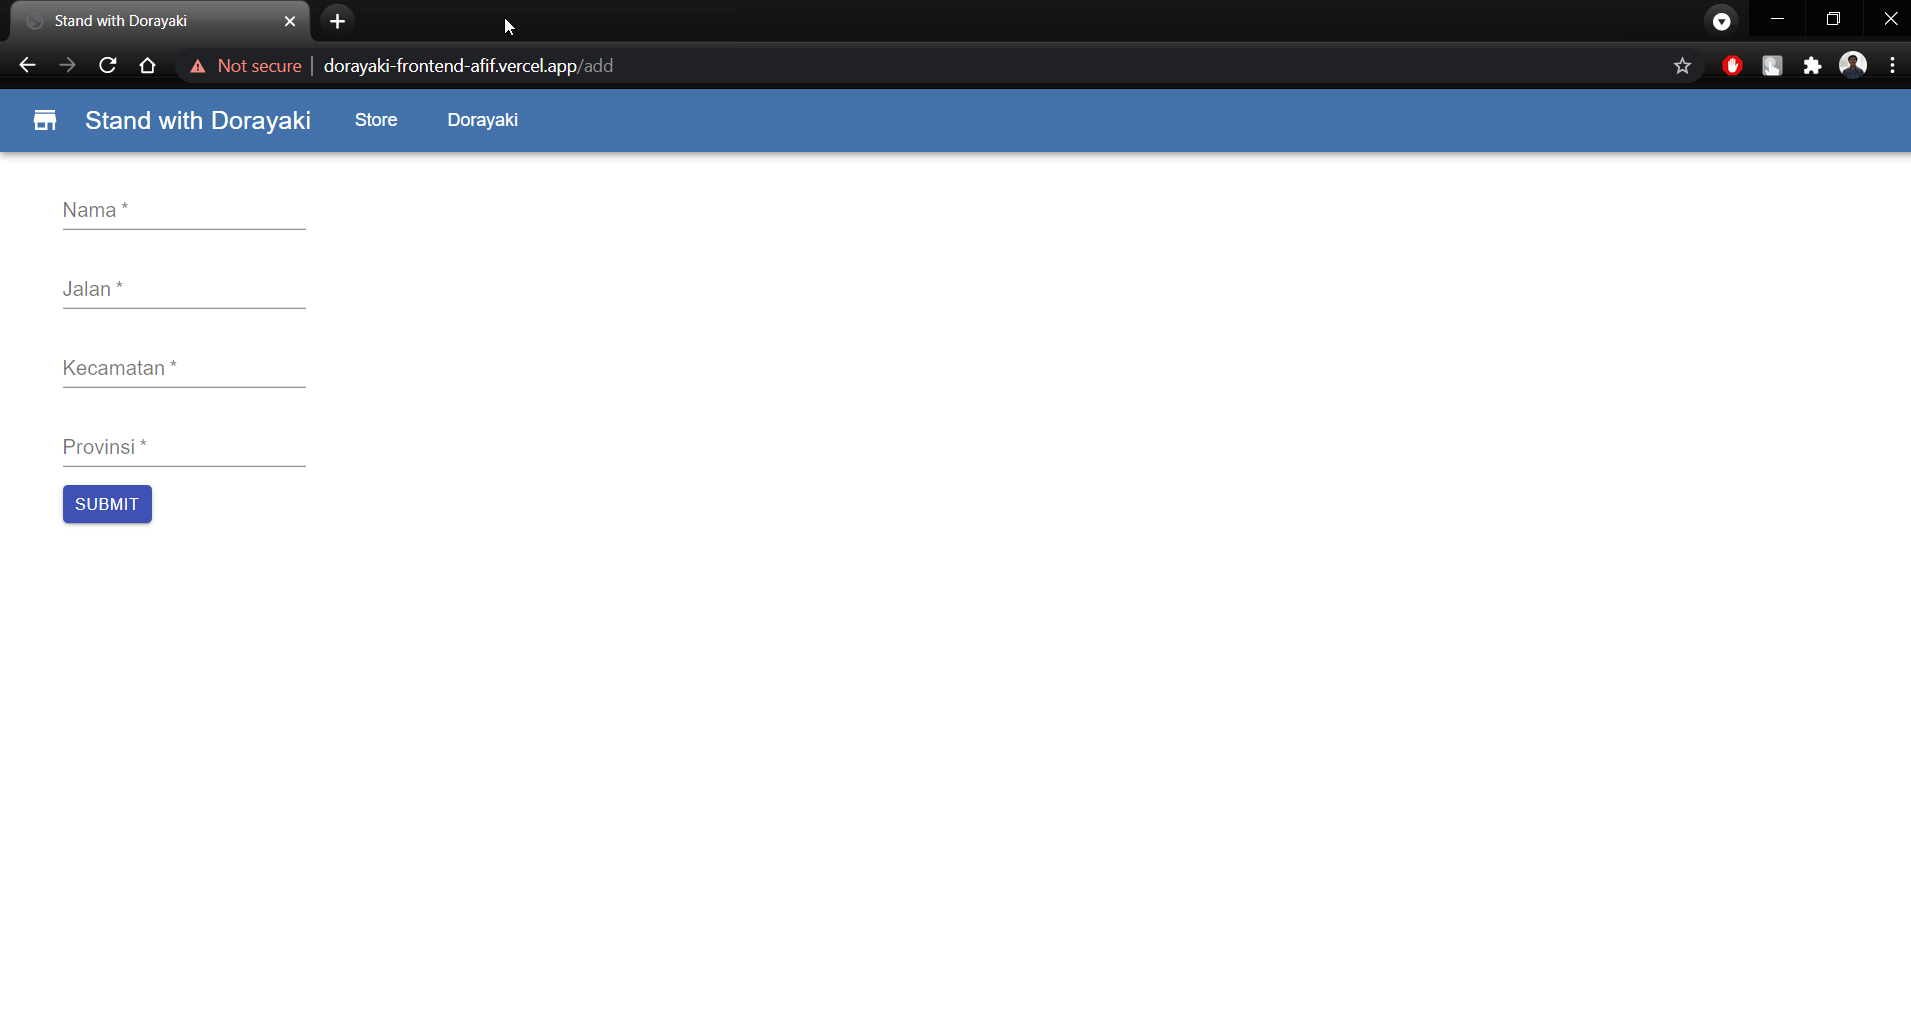 Stand with Dorayaki
Not secure dorayaki-frontend-afif.vercel.app/add
Stand with Dorayaki Store Dorayaki
Nama *
Jalan *
Kecamatan *
Provinsi *
SUBMIT